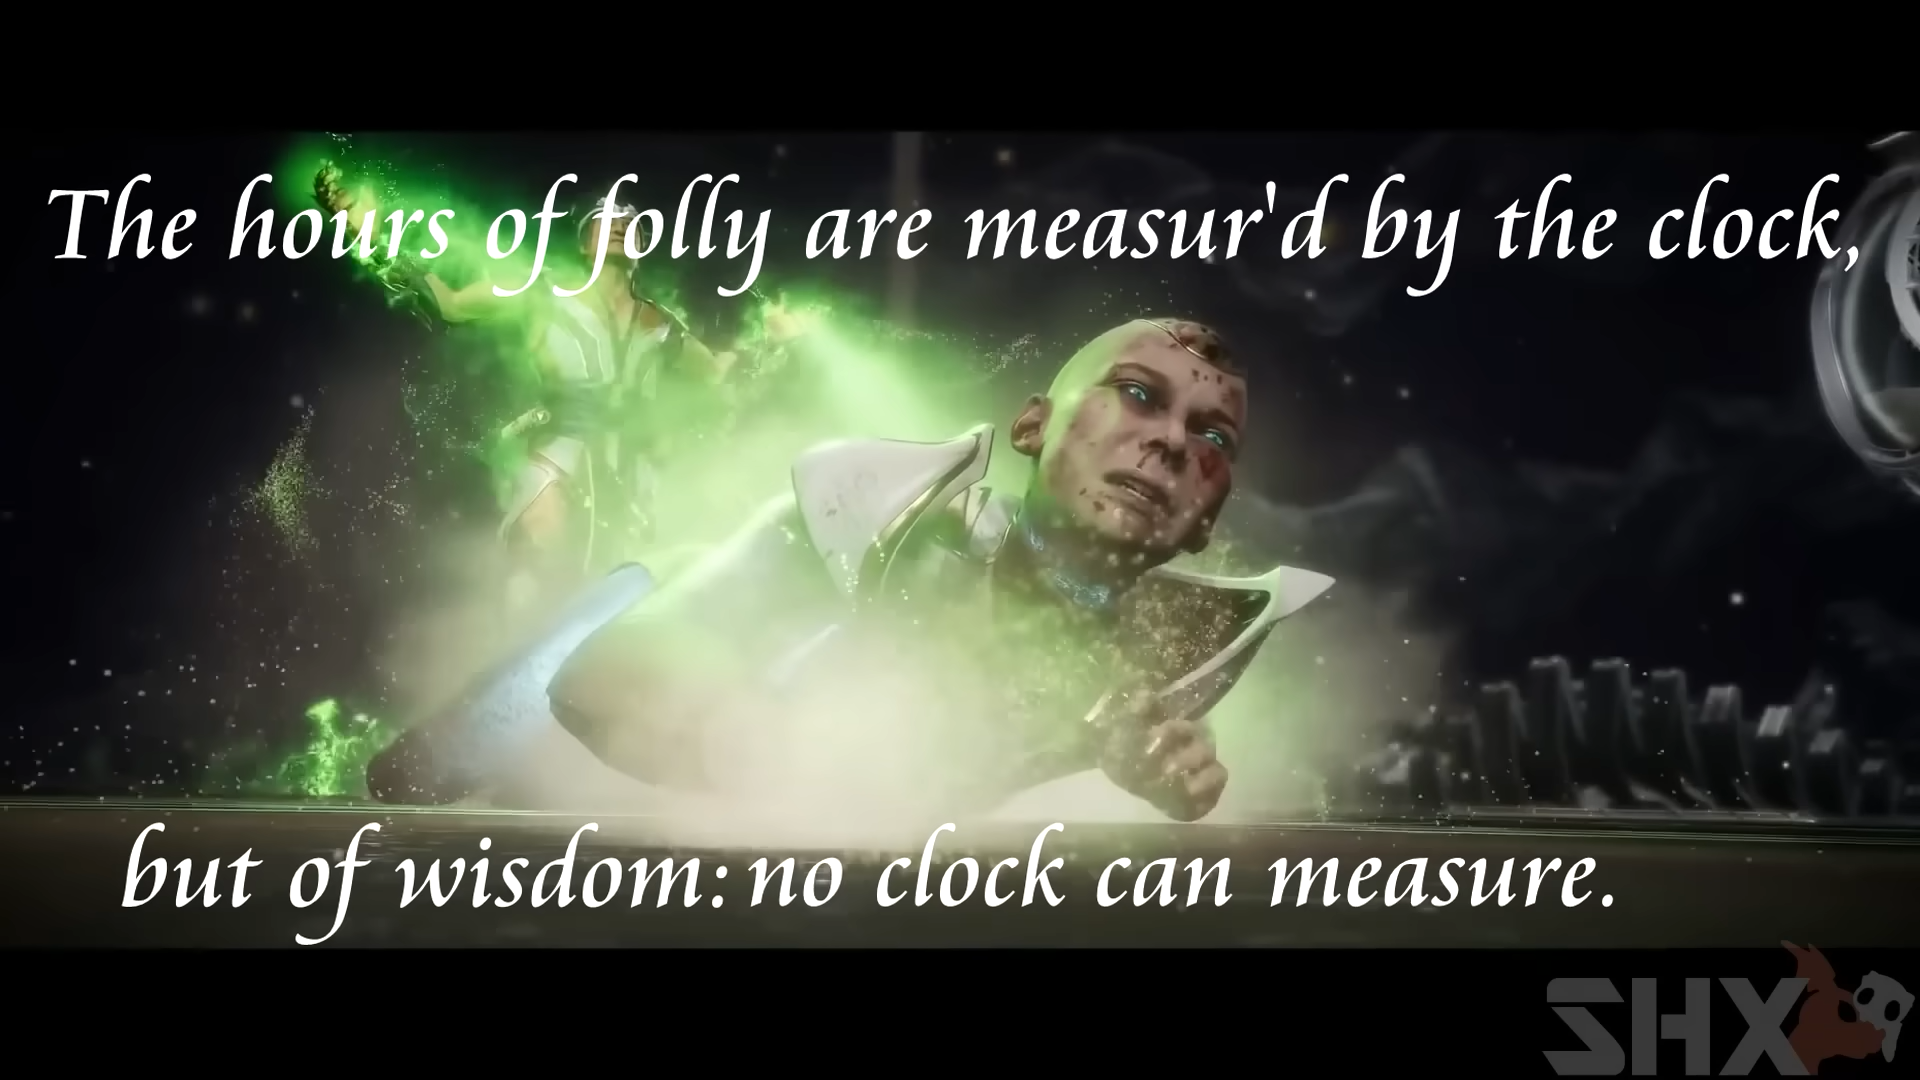 The hours of folly are measur'd by the clock,
but of wisdom: no clock can measure.
SHX